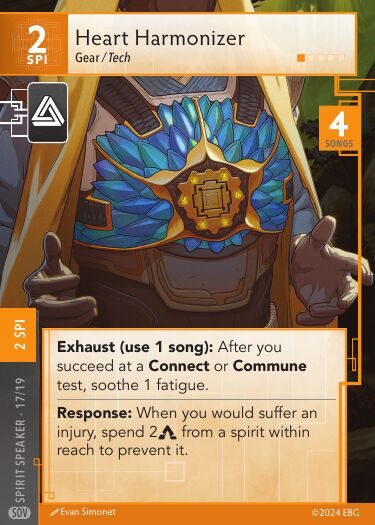 2
SPI
Heart Harmonizer
Gear / Tech
4
SONGS
2 SPI
Exhaust (use 1 song): After you
succeed at a Connect or Commune
test, soothe 1 fatigue.
Response: When you would suffer an
injury, spend 2 from a spirit within
reach to prevent it.
SOV SPIRIT SPEAKER - 17/19
Evan Simonet
©2024 EBG